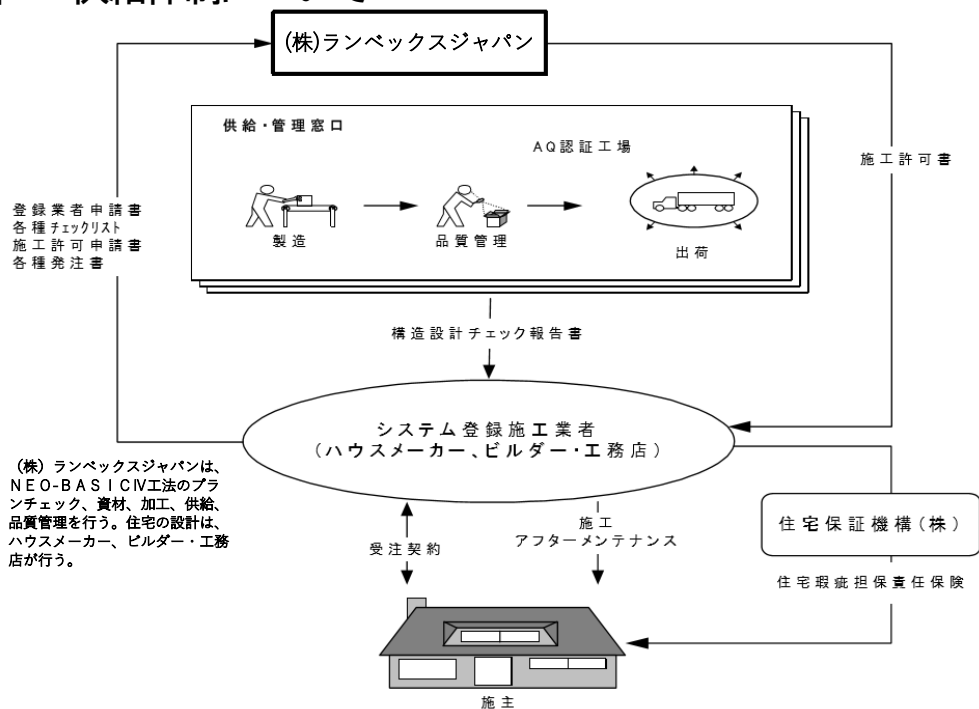 (株)ランベックスジャパン
供給・管理窓口
AQ認証工場
施工許可書
登録業者申請書
各種チェックリスト
施工許可申請書
各種発注書
製造
品質管理
出荷
構造設計チェック報告書
システム登録施工業者
(ハウスメーカー、ビルダー・工務店)
(株)ランベックスジャパンは、
NEO-BASICⅣ工法のプラ
ンチェック、資材、加工、供給、
品質管理を行う。住宅の設計は、
ハウスメーカー、ビルダー・工務
店が行う。
受注契約
施工
アフターメンテナンス
住宅保証機構(株)
住宅瑕疵担保責任保険
施主